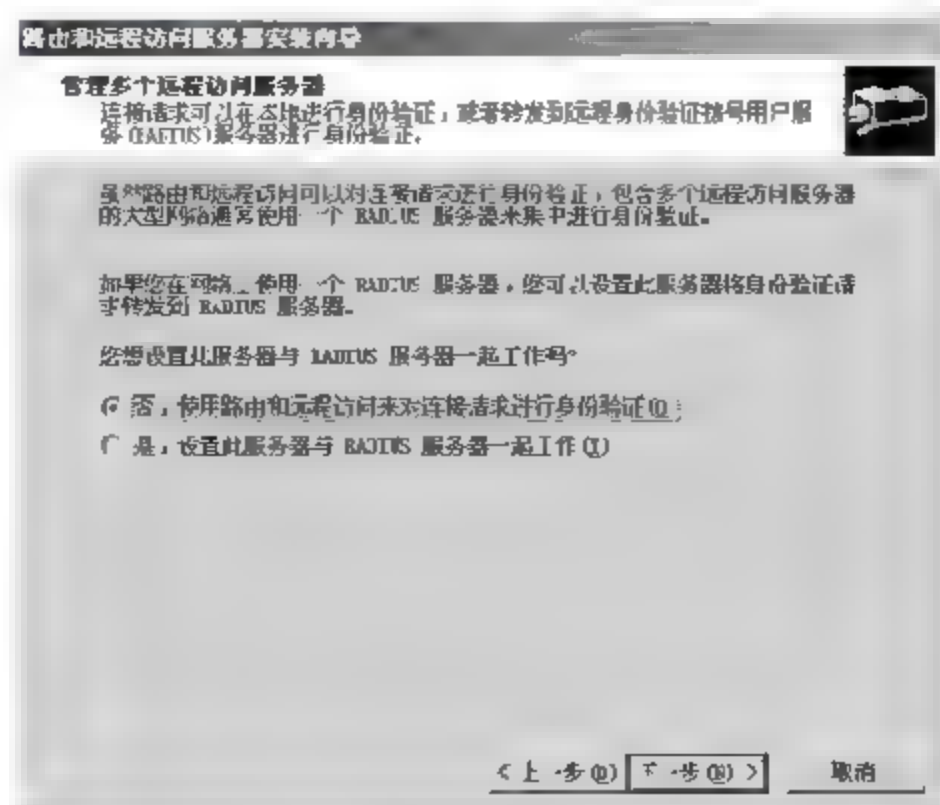 路由和远程访问服务器安装向导
管理多个远程访问服务器
连接请求可以在本地进行身份验证，或者转发到远程身份验证拨号用户服
务(RADIUS)服务器进行身份验证。
虽然路由和远程访问可以对连接请求进行身份验证，包含多个远程访问服务器
的大型网络通常使用一个 RADIUS 服务器来集中进行身份验证。
如果您在网络上使用一个 RADIUS 服务器，您可以设置此服务器将身份验证请
求转发到 RADIUS 服务器。
您想设置此服务器与 RADIUS 服务器一起工作吗?
否，使用路由和远程访问来对连接请求进行身份验证(O)
是，设置此服务器与 RADIUS 服务器一起工作(Y)
< 上一步(B) 下一步(N) > 取消